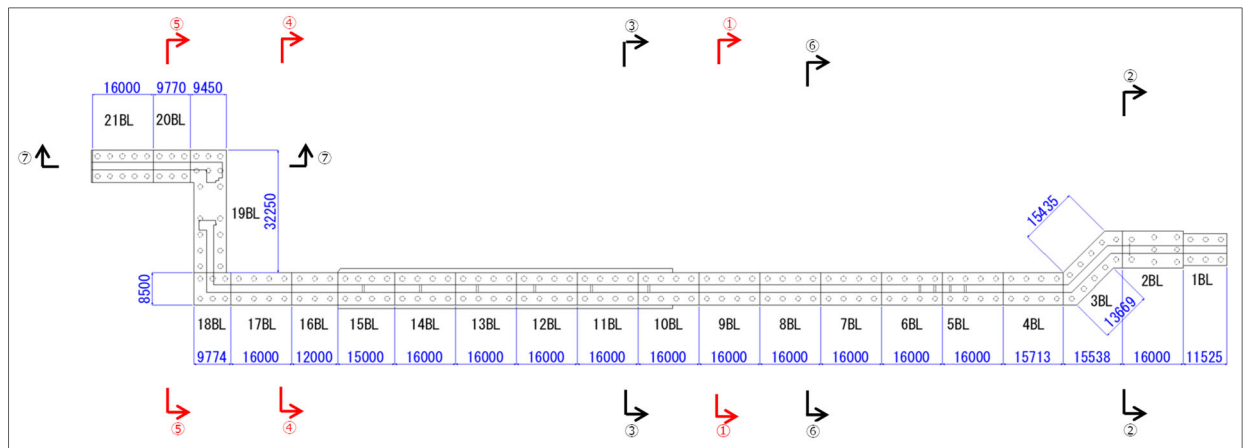 ⑤ ④ ③ ① ⑥ ②
16000 9770 9450
21BL 20BL
⑦ ⑦
19BL 32250
15435
8500
18BL 17BL 16BL 15BL 14BL 13BL 12BL 11BL 10BL 9BL 8BL 7BL 6BL 5BL 4BL 3BL 2BL 1BL
13669
9774 16000 12000 15000 16000 16000 16000 16000 16000 16000 16000 16000 16000 16000 15713 15538 16000 11525
⑤ ④ ③ ① ⑥ ②